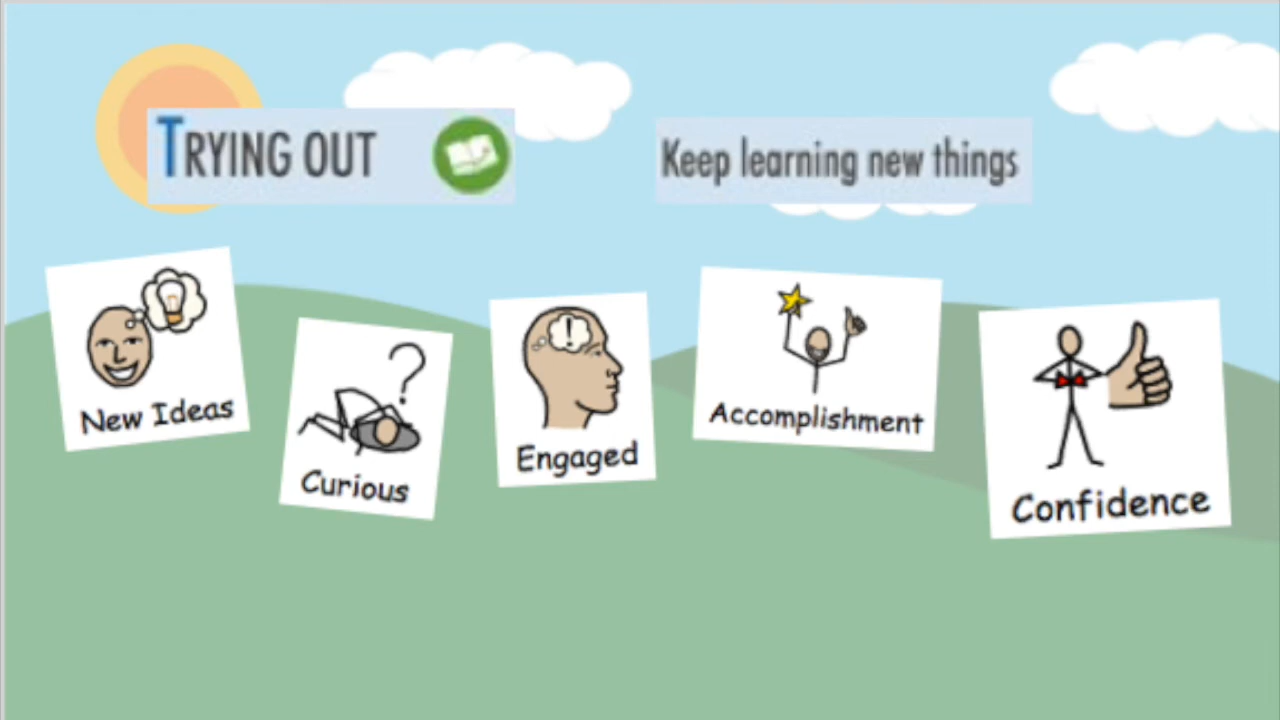 TRYING OUT
Keep learning new things
New Ideas
Curious
Engaged
Accomplishment
Confidence